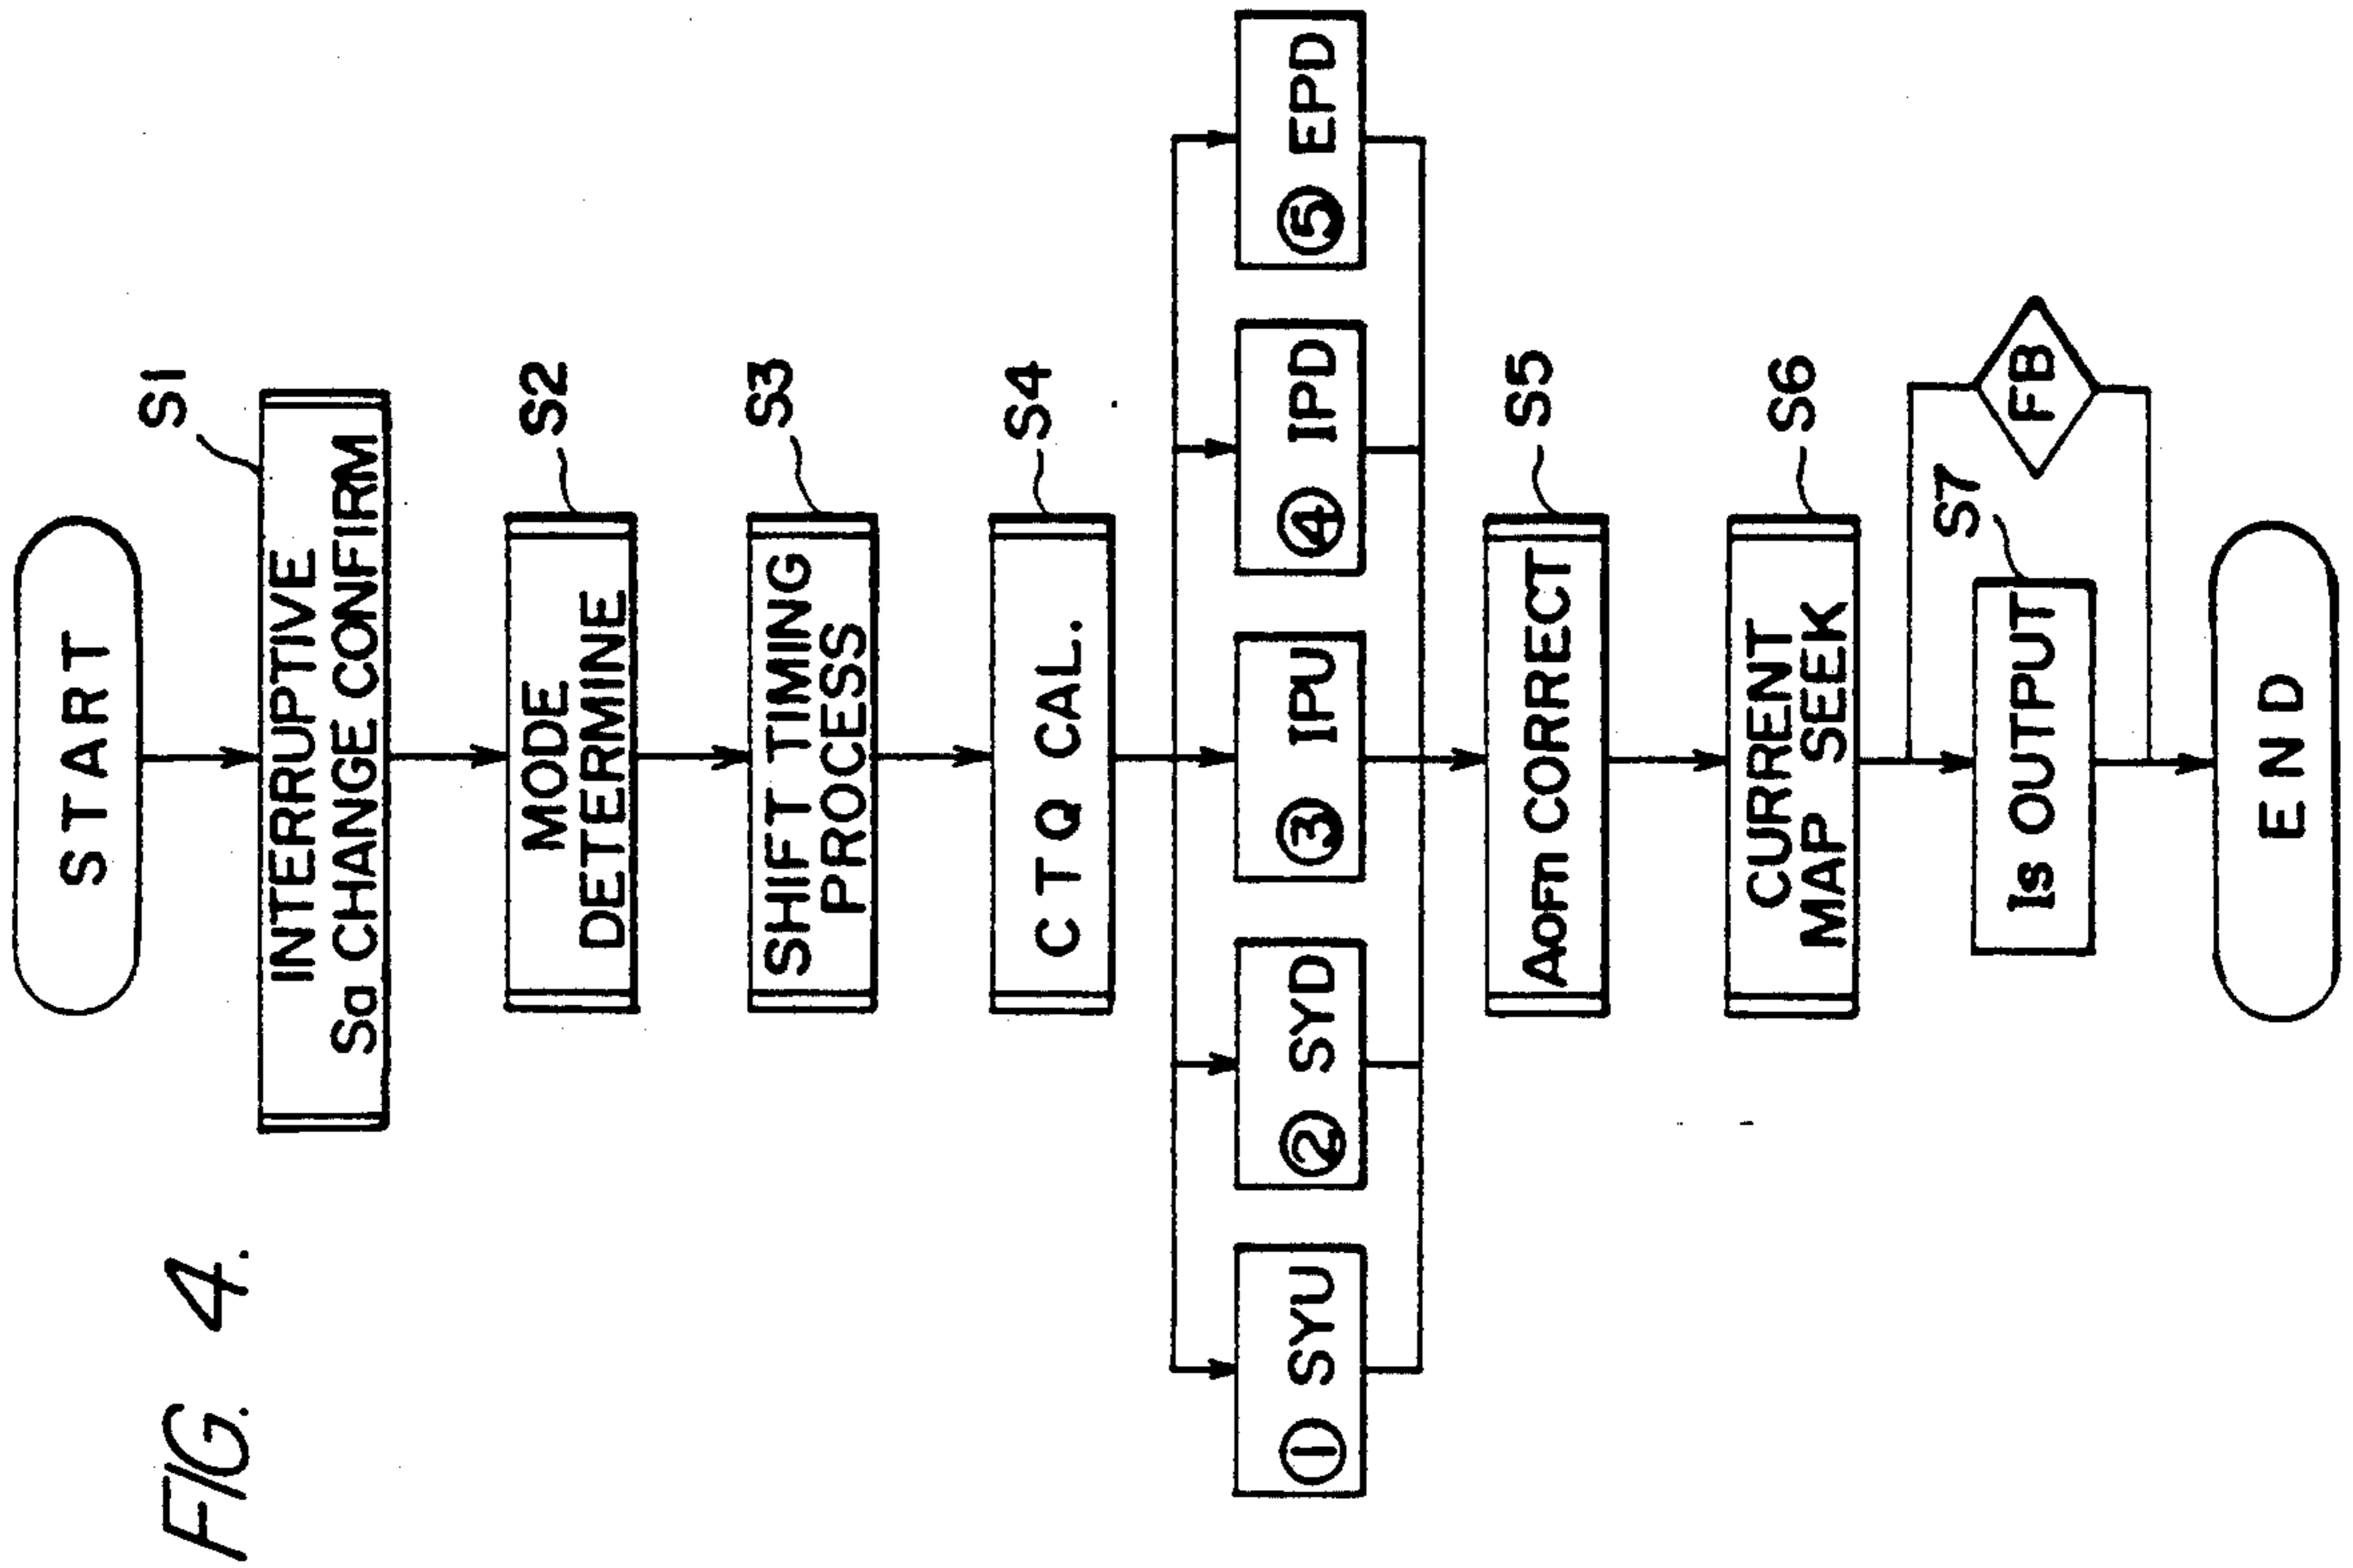 FIG. 4.
START
S1
INTERRUPTIVE
Sa CHANGE CONFIRM
S2
MODE
DETERMINE
S3
SHIFT TIMING
PROCESS
S4
CTQ CAL.
① SYU
② SYD
③ IPU
④ IPD
⑤ EPD
S5
Aofn CORRECT
S6
CURRENT
MAP SEEK
S7
Is OUTPUT
FB
END